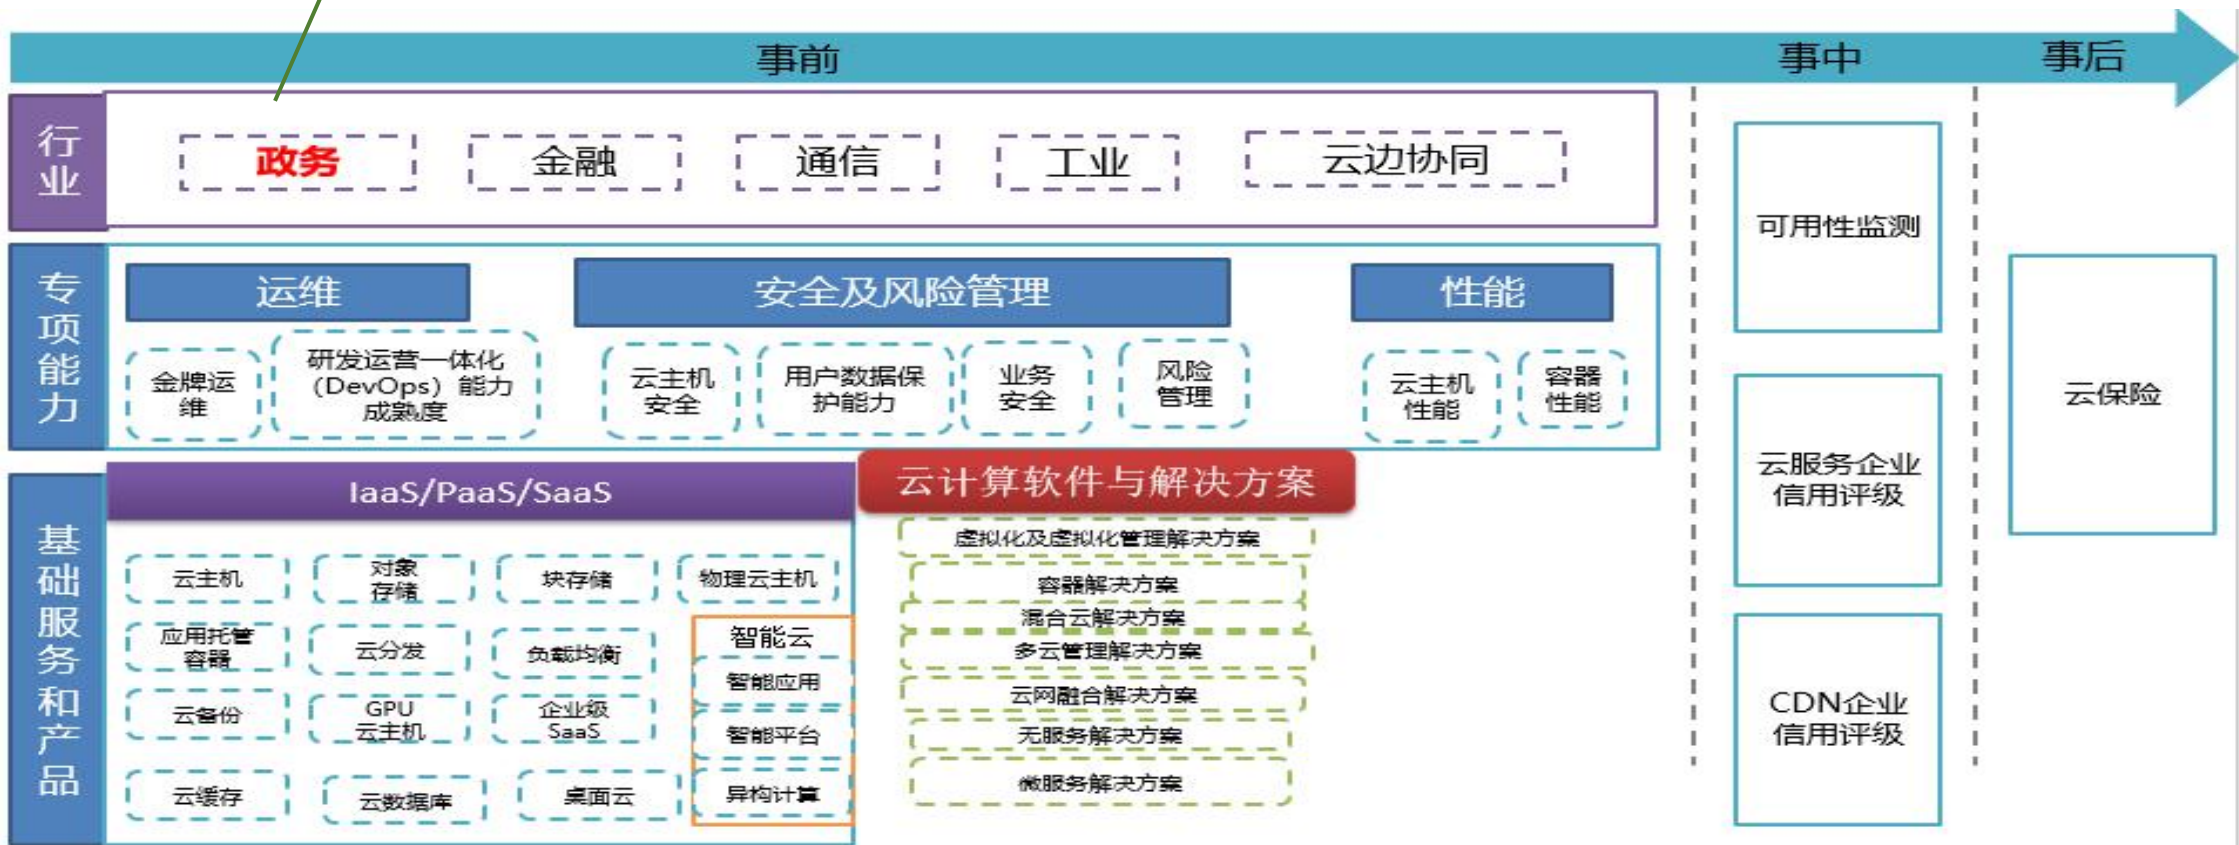 事前
事中
事后
行
业
政务
金融
通信
工业
云边协同
专
项
能
力
运维
安全及风险管理
性能
金牌运
维
研发运营一体化
（DevOps）能力
成熟度
云主机
安全
用户数据保
护能力
业务
安全
风险
管理
云主机
性能
容器
性能
基
础
服
务
和
产
品
IaaS/PaaS/SaaS
云主机
对象
存储
块存储
物理云主机
应用托管
容器
云分发
负载均衡
云备份
GPU
云主机
企业级
SaaS
云缓存
云数据库
桌面云
智能云
智能应用
智能平台
异构计算
云计算软件与解决方案
虚拟化及虚拟化管理解决方案
容器解决方案
混合云解决方案
多云管理解决方案
云网融合解决方案
无服务解决方案
微服务解决方案
可用性监测
云服务企业
信用评级
CDN企业
信用评级
云保险